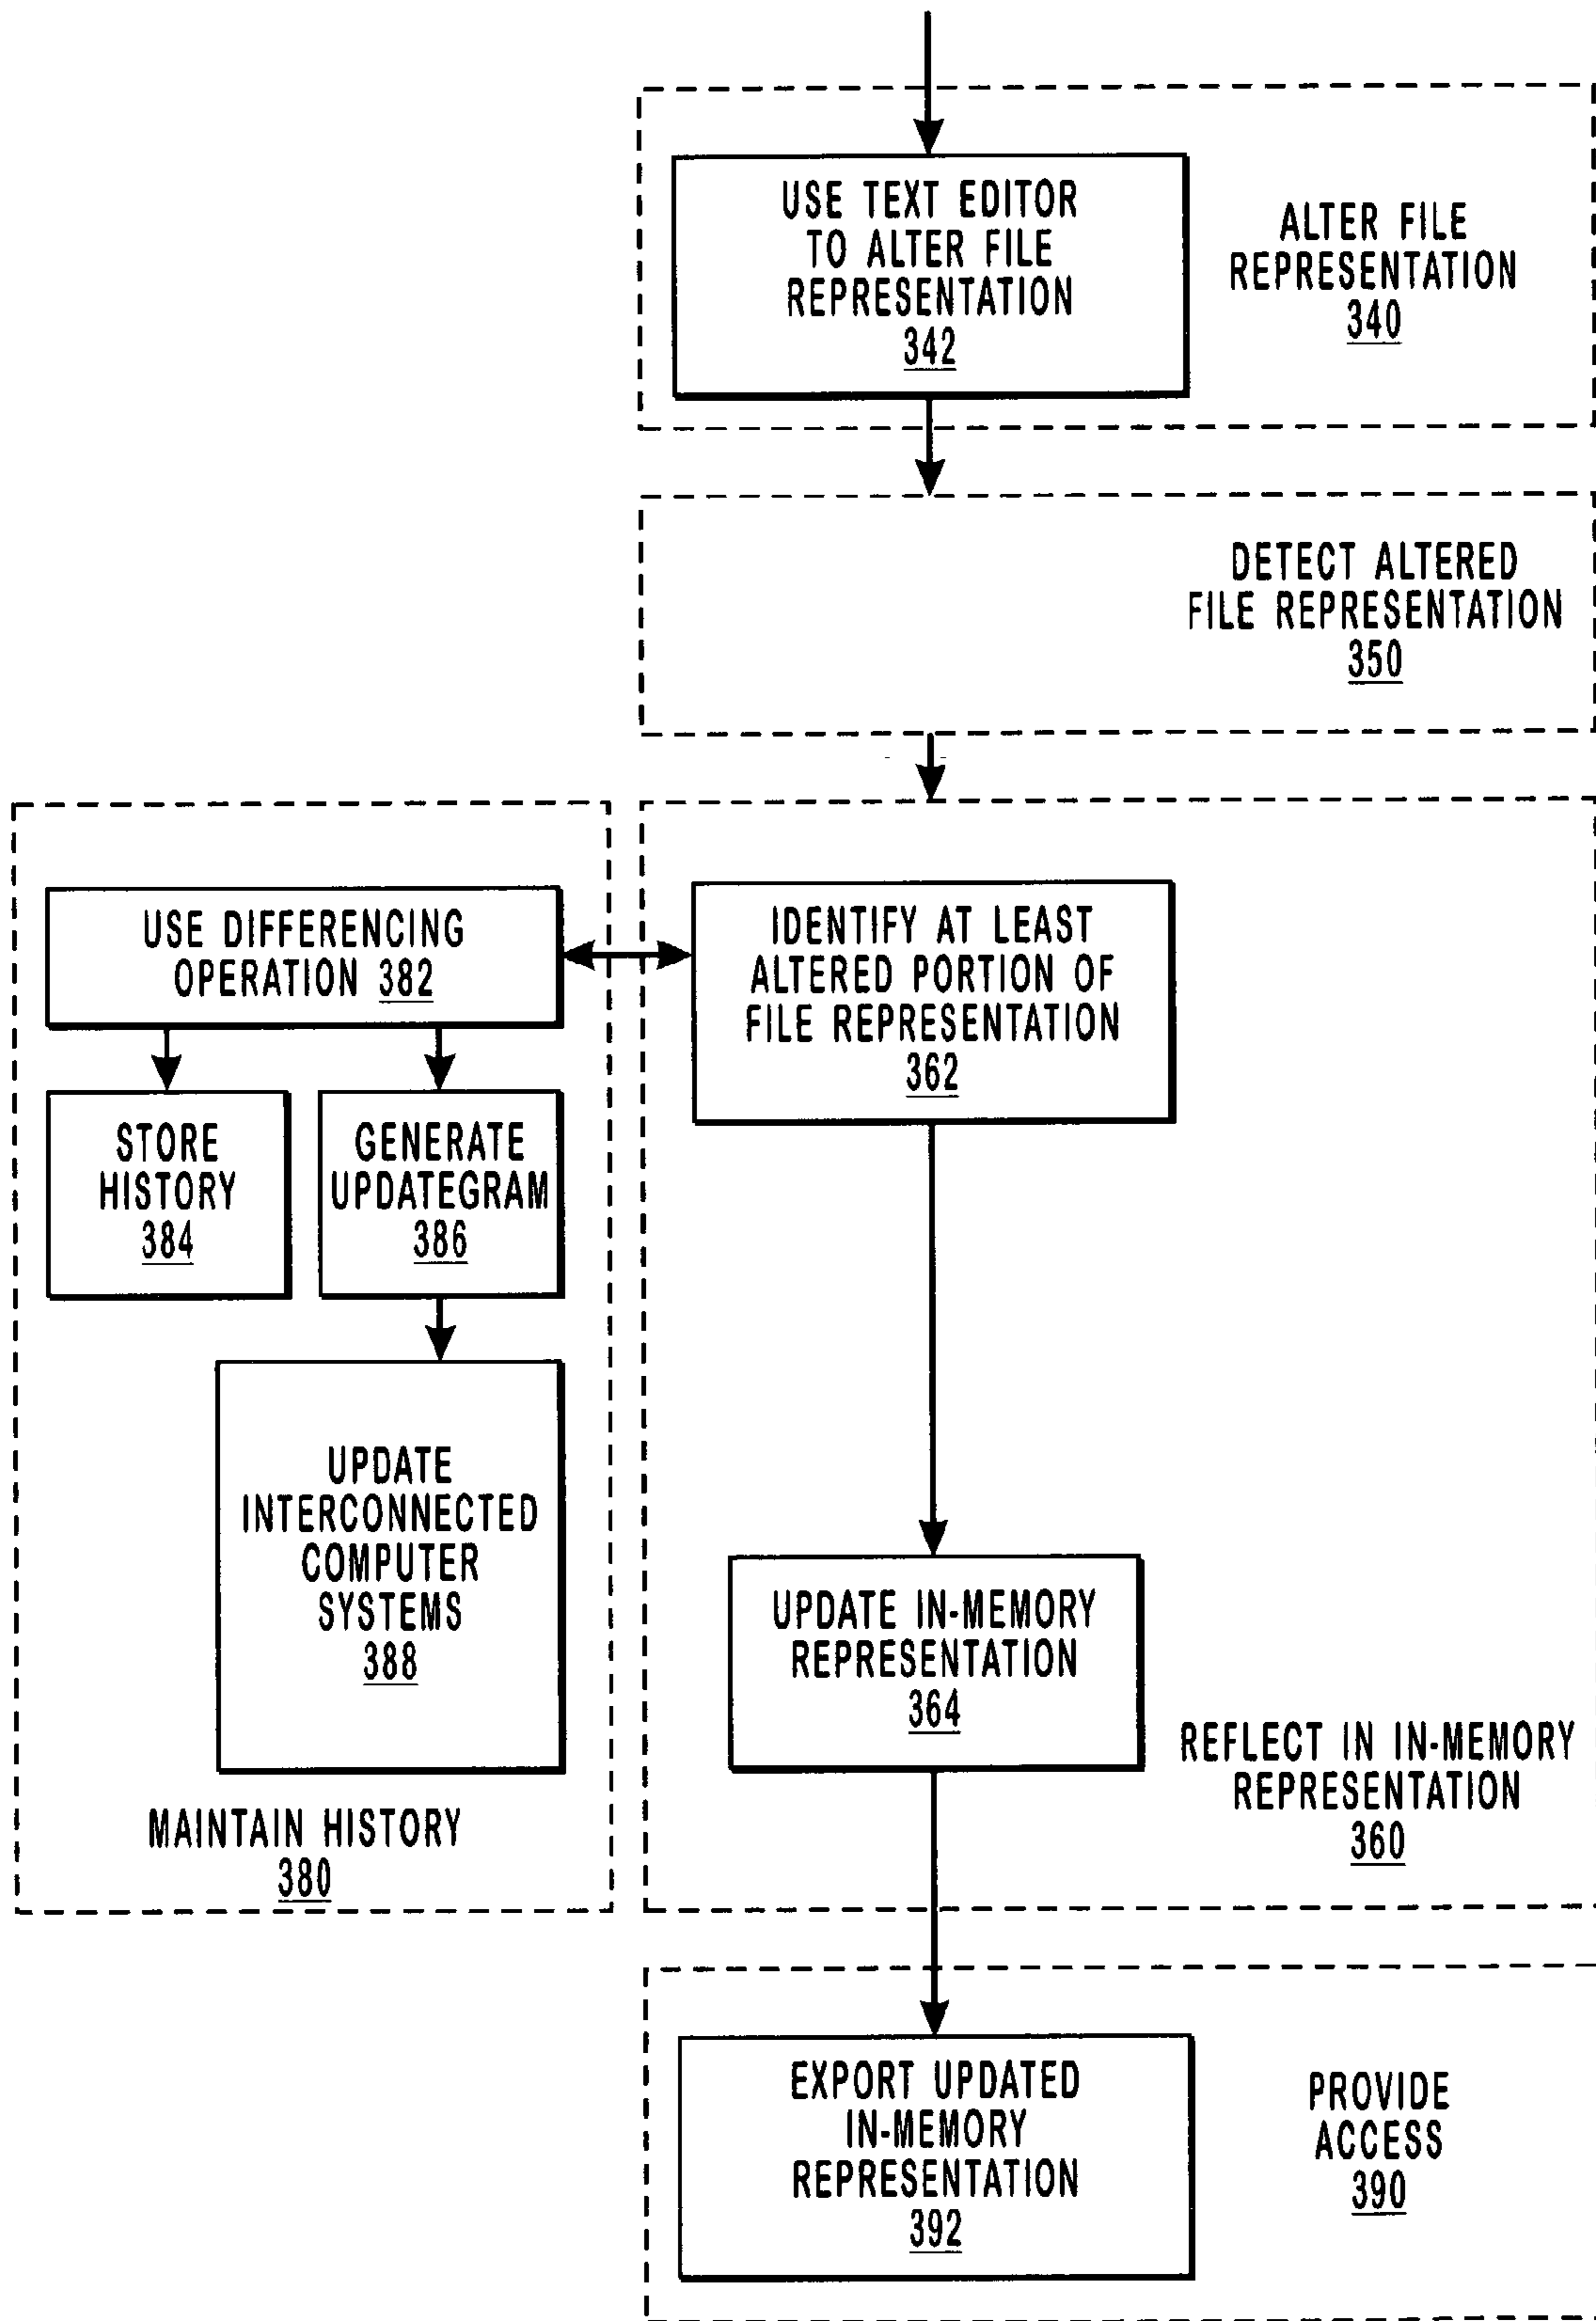 USE TEXT EDITOR
TO ALTER FILE
REPRESENTATION
342
ALTER FILE
REPRESENTATION
340
DETECT ALTERED
FILE REPRESENTATION
350
USE DIFFERENCING
OPERATION 382
IDENTIFY AT LEAST
ALTERED PORTION OF
FILE REPRESENTATION
362
STORE
HISTORY
384
GENERATE
UPDATEGRAM
386
UPDATE
INTERCONNECTED
COMPUTER
SYSTEMS
388
MAINTAIN HISTORY
380
UPDATE IN-MEMORY
REPRESENTATION
364
REFLECT IN IN-MEMORY
REPRESENTATION
360
EXPORT UPDATED
IN-MEMORY
REPRESENTATION
392
PROVIDE
ACCESS
390